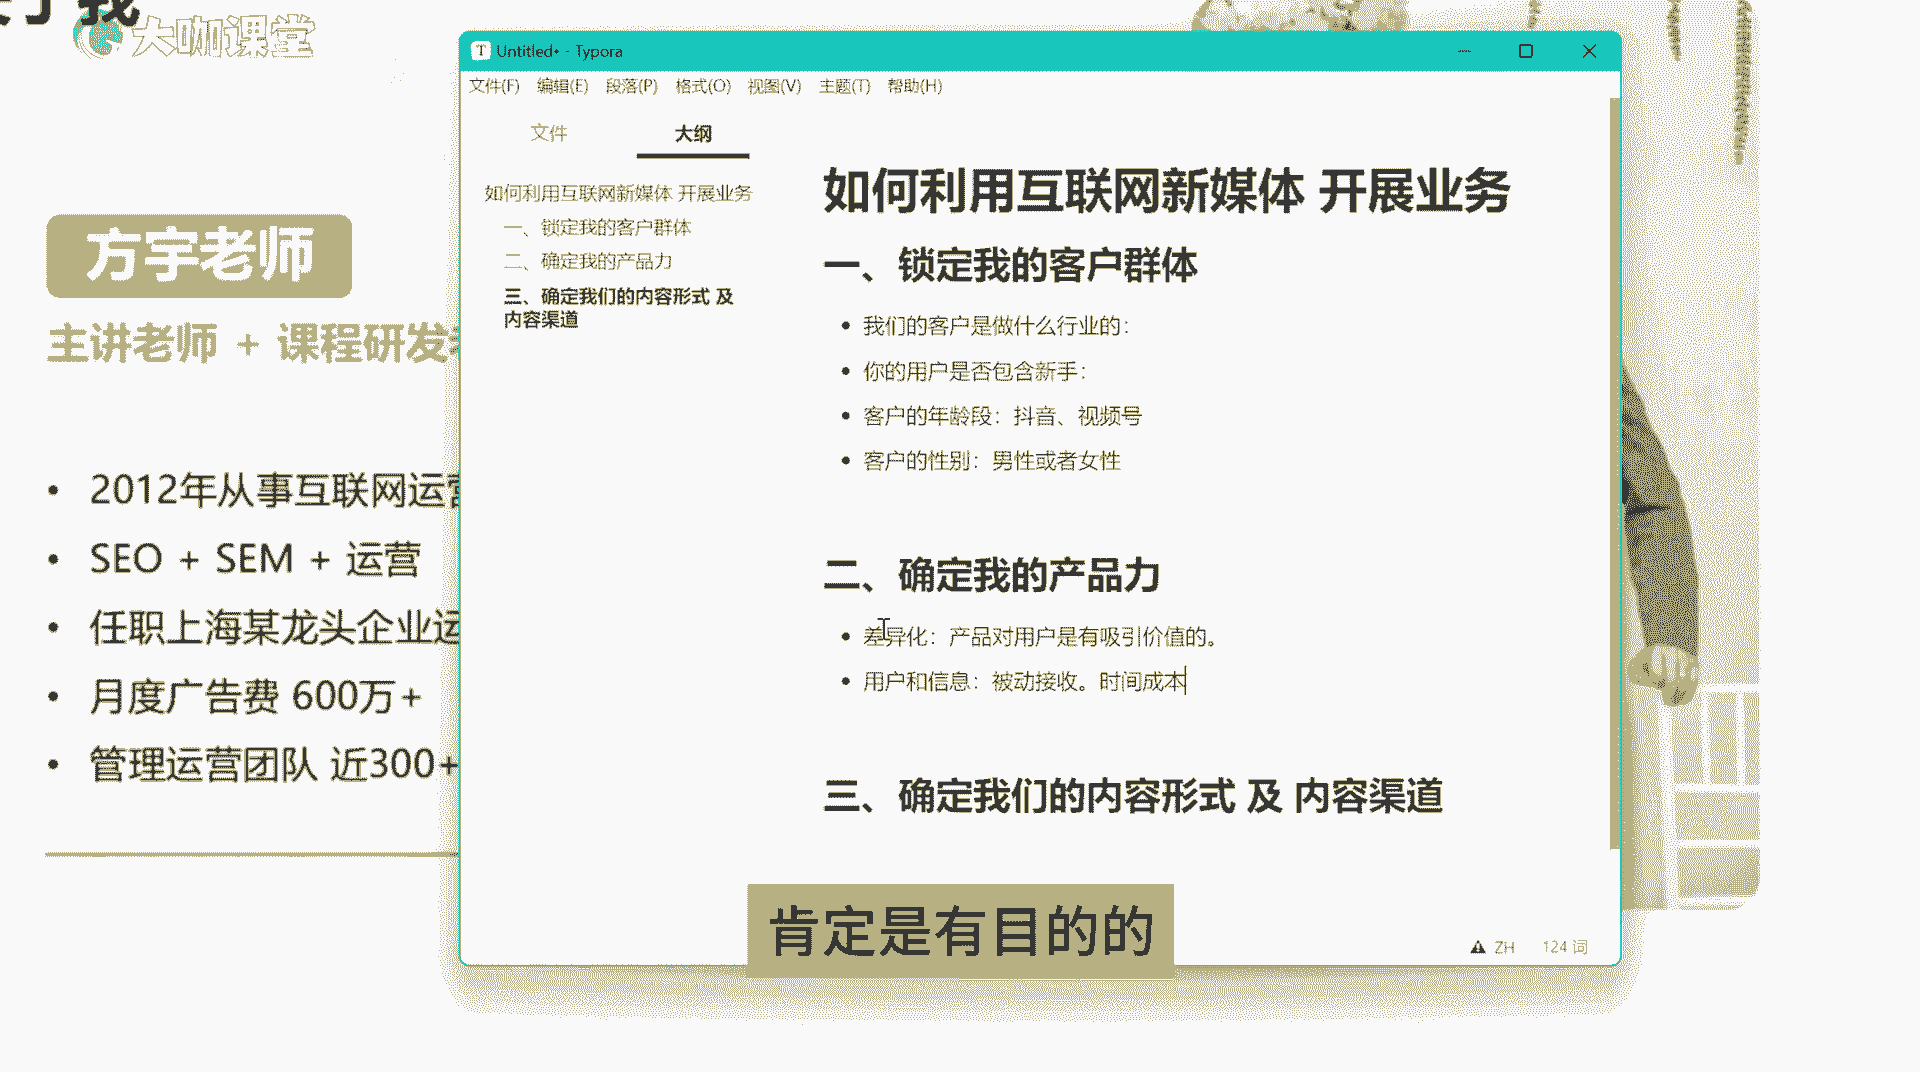 我
大咖课堂
方宇老师
主讲老师 + 课程研发
2012年从事互联网运营
SEO + SEM + 运营
任职上海某龙头企业运
月度广告费 600万+
管理运营团队 近300+
Untitled• - Typora
文件(F) 编辑(E) 段落(P) 格式(O) 视图(V) 主题(T) 帮助(H)
文件 大纲
如何利用互联网新媒体 开展业务
一、锁定我的客户群体
二、确定我的产品力
三、确定我们的内容形式 及
内容渠道
如何利用互联网新媒体 开展业务
一、锁定我的客户群体
我们的客户是做什么行业的：
你的用户是否包含新手：
客户的年龄段：抖音、视频号
客户的性别：男性或者女性
二、确定我的产品力
差异化：产品对用户是有吸引价值的。
用户和信息：被动接收。时间成本
三、确定我们的内容形式 及 内容渠道
肯定是有目的的
ZH 124 词